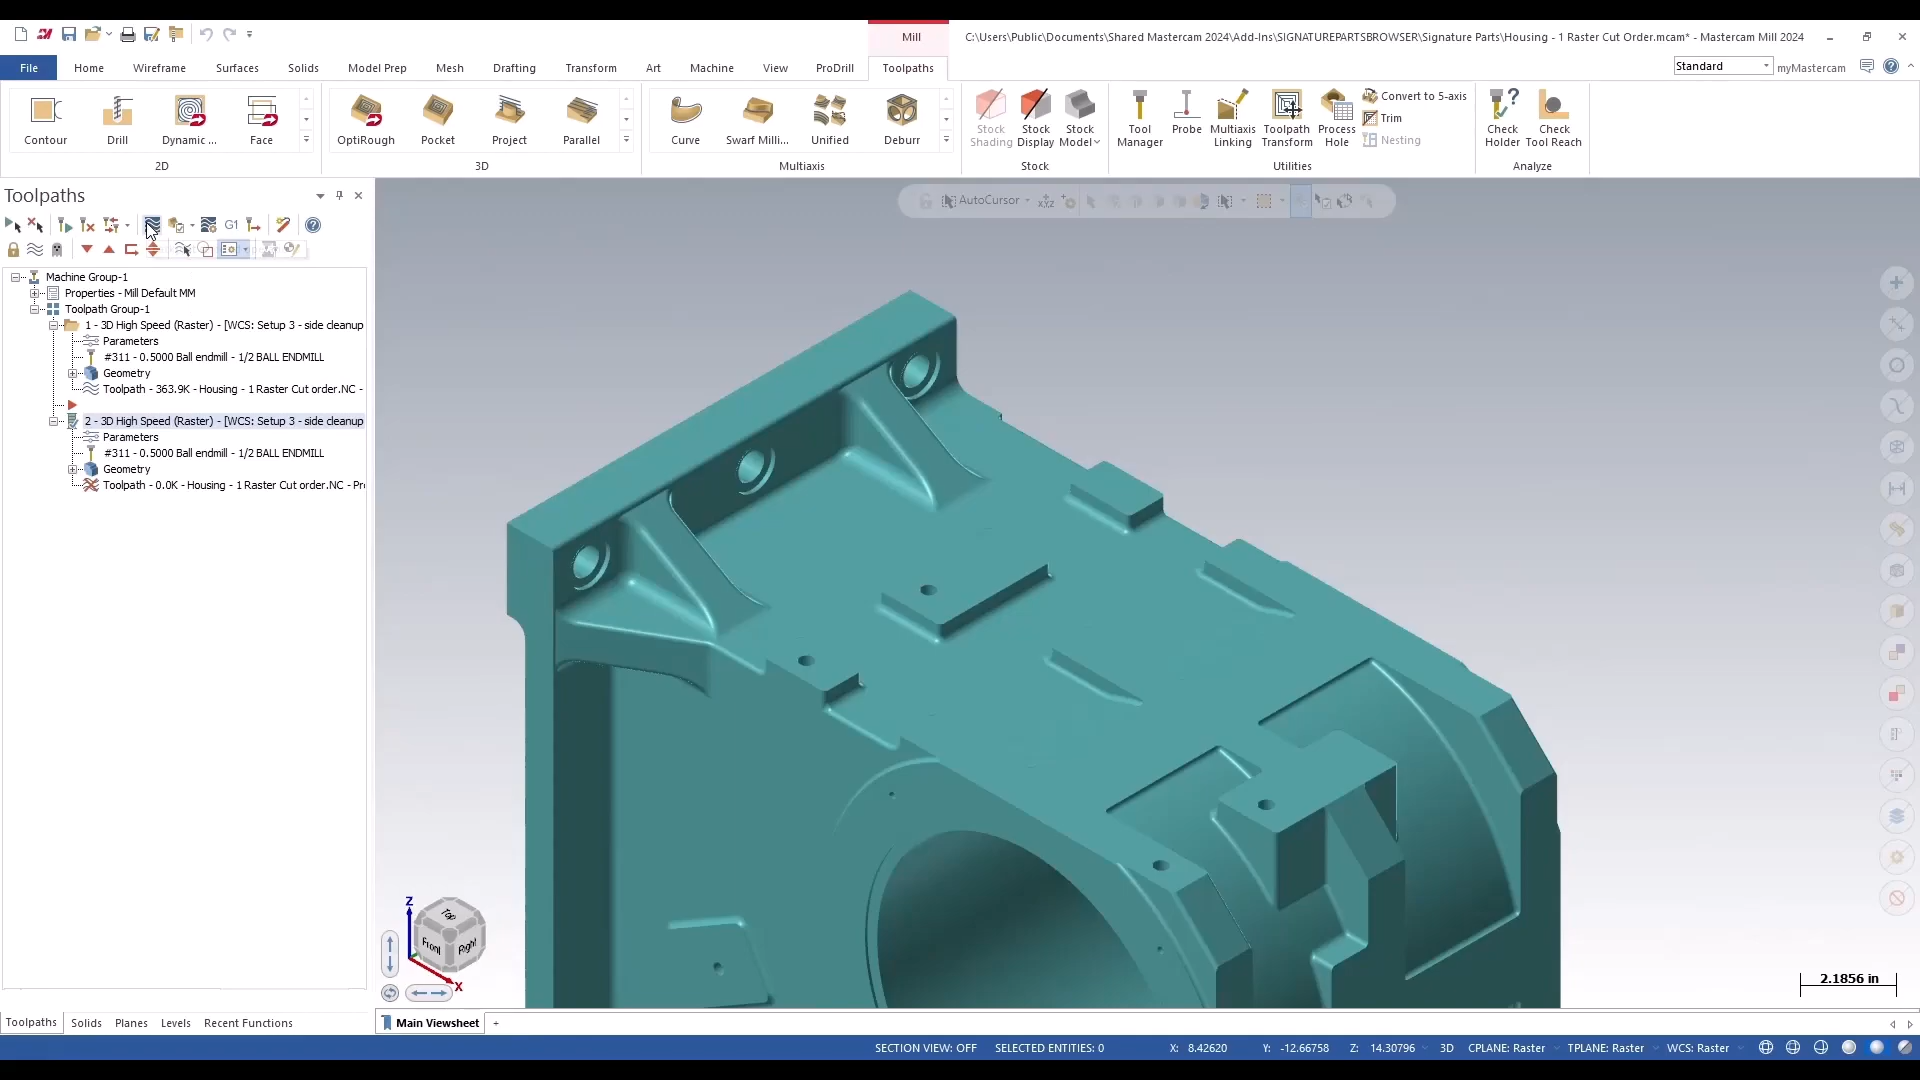 Mill
C:\Users\Public\Documents\Shared Mastercam 2024\Add-Ins\SIGNATUREPARTSBROWSER\Signature Parts\Housing - 1 Raster Cut Order.mcam* - Mastercam Mill 2024
File Home Wireframe Surfaces Solids Model Prep Mesh Drafting Transform Art Machine View ProDrill Toolpaths
Standard myMastercam
Contour Drill Dynamic ... Face
2D
OptiRough Pocket Project Parallel
3D
Curve Swarf Milli... Unified Deburr
Multiaxis
Stock Shading Stock Display Stock Model
Stock
Tool Manager Probe Multiaxis Linking Toolpath Transform Process Hole
Convert to 5-axis
Trim
Nesting
Utilities
Check Holder Check Tool Reach
Analyze
Toolpaths
G1
AutoCursor
Machine Group-1
Properties - Mill Default MM
Toolpath Group-1
1 - 3D High Speed (Raster) - [WCS: Setup 3 - side cleanup
Parameters
#311 - 0.5000 Ball endmill - 1/2 BALL ENDMILL
Geometry
Toolpath - 363.9K - Housing - 1 Raster Cut order.NC -
2 - 3D High Speed (Raster) - [WCS: Setup 3 - side cleanup
Parameters
#311 - 0.5000 Ball endmill - 1/2 BALL ENDMILL
Geometry
Toolpath - 0.0K - Housing - 1 Raster Cut order.NC - Pr
Z
Top
Front Right
X
2.1856 in
Toolpaths Solids Planes Levels Recent Functions
Main Viewsheet +
SECTION VIEW: OFF SELECTED ENTITIES: 0 X: 8.42620 Y: -12.66758 Z: 14.30796 3D CPLANE: Raster TPLANE: Raster WCS: Raster